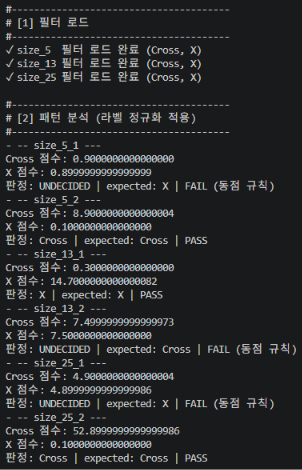 #---------------------------------------
# [1] 필터 로드
#---------------------------------------
✓ size_5 필터 로드 완료 (Cross, X)
✓ size_13 필터 로드 완료 (Cross, X)
✓ size_25 필터 로드 완료 (Cross, X)
#---------------------------------------
# [2] 패턴 분석 (라벨 정규화 적용)
#---------------------------------------
- -- size_5_1 ---
Cross 점수: 0.9000000000000000
X 점수: 0.8999999999999999
판정: UNDECIDED | expected: X | FAIL (동점 규칙)
- -- size_5_2 ---
Cross 점수: 8.9000000000000004
X 점수: 0.1000000000000000
판정: Cross | expected: Cross | PASS
- -- size_13_1 ---
Cross 점수: 0.3000000000000000
X 점수: 14.7000000000000082
판정: X | expected: X | PASS
- -- size_13_2 ---
Cross 점수: 7.4999999999999973
X 점수: 7.5000000000000000
판정: UNDECIDED | expected: Cross | FAIL (동점 규칙)
- -- size_25_1 ---
Cross 점수: 4.9000000000000004
X 점수: 4.8999999999999986
판정: UNDECIDED | expected: X | FAIL (동점 규칙)
- -- size_25_2 ---
Cross 점수: 52.8999999999999986
X 점수: 0.1000000000000000
판정: Cross | expected: Cross | PASS